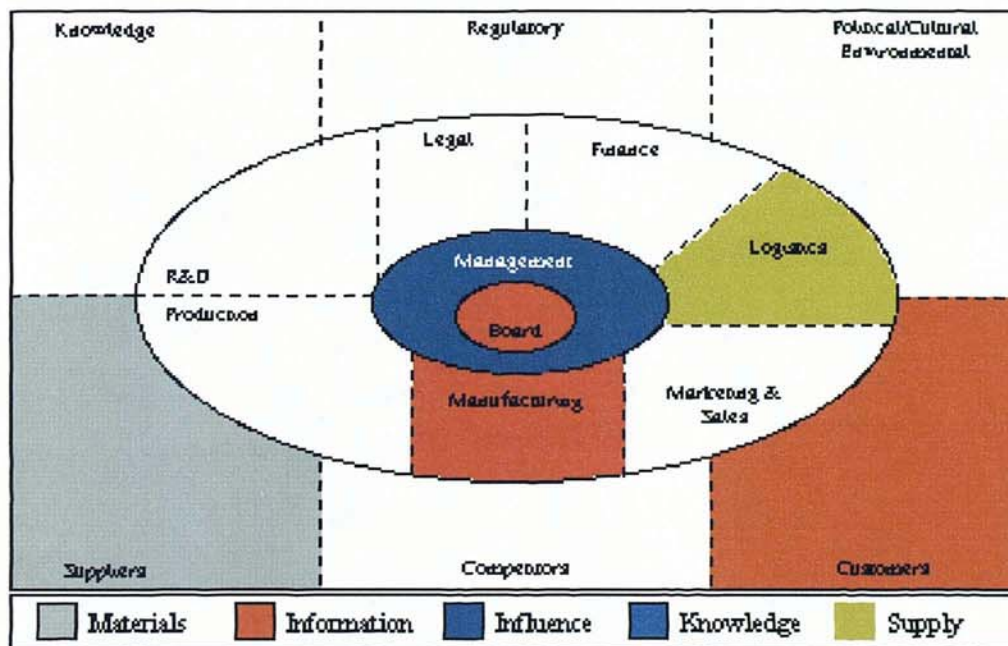 Knowledge
Regulatory
Political/Cultural
Environmental
Legal
Finance
Logistics
Management
R&D
Production
Board
Manufacturing
Marketing &
Sales
Suppliers
Competitors
Customers
Materials
Information
Influence
Knowledge
Supply